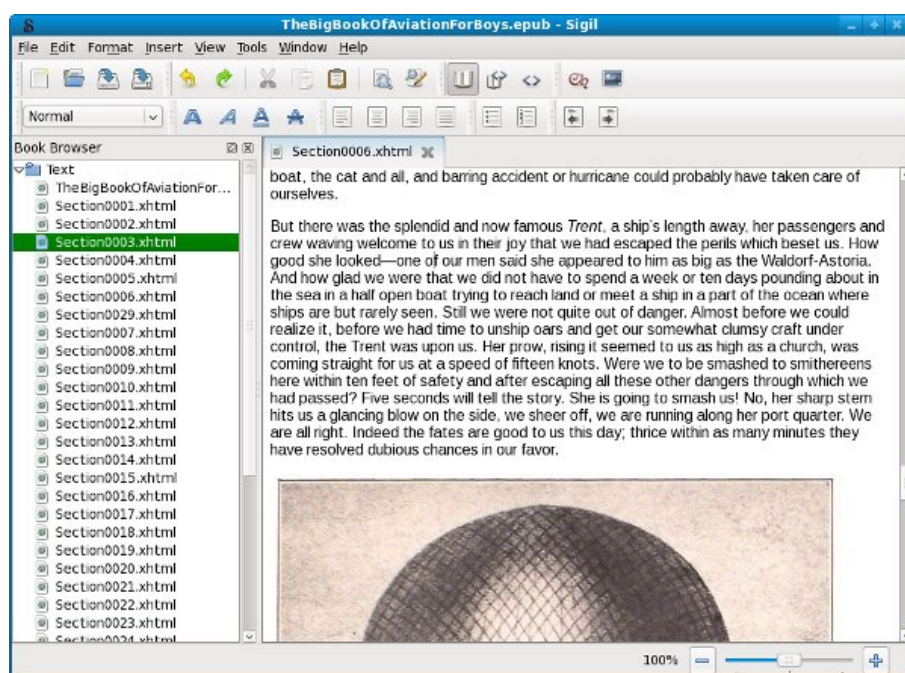 TheBigBookOfAviationForBoys.epub - Sigil
File Edit Format Insert View Tools Window Help
Normal
A A A A
Book Browser
Text
TheBigBookOfAviationFor...
Section0001.xhtml
Section0002.xhtml
Section0003.xhtml
Section0004.xhtml
Section0005.xhtml
Section0006.xhtml
Section0029.xhtml
Section0007.xhtml
Section0008.xhtml
Section0009.xhtml
Section0010.xhtml
Section0011.xhtml
Section0012.xhtml
Section0013.xhtml
Section0014.xhtml
Section0015.xhtml
Section0016.xhtml
Section0017.xhtml
Section0018.xhtml
Section0019.xhtml
Section0020.xhtml
Section0021.xhtml
Section0022.xhtml
Section0023.xhtml
Section0024.xhtml
Section0006.xhtml
boat, the cat and all, and barring accident or hurricane could probably have taken care of
ourselves.
But there was the splendid and now famous Trent, a ship's length away, her passengers and
crew waving welcome to us in their joy that we had escaped the perils which beset us. How
good she looked—one of our men said she appeared to him as big as the Waldorf-Astoria.
And how glad we were that we did not have to spend a week or ten days pounding about in
the sea in a half open boat trying to reach land or meet a ship in a part of the ocean where
ships are but rarely seen. Still we were not quite out of danger. Almost before we could
realize it, before we had time to unship oars and get our somewhat clumsy craft under
control, the Trent was upon us. Her prow, rising it seemed to us as high as a church, was
coming straight for us at a speed of fifteen knots. Were we to be smashed to smithereens
here within ten feet of safety and after escaping all these other dangers through which we
had passed? Five seconds will tell the story. She is going to smash us! No, her sharp stem
hits us a glancing blow on the side, we sheer off, we are running along her port quarter. We
are all right. Indeed the fates are good to us this day; thrice within as many minutes they
have resolved dubious chances in our favor.
100%